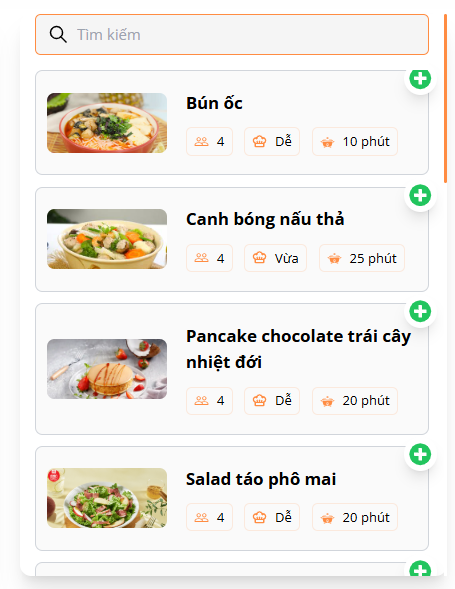 Tìm kiếm
Bún ốc
4 Dễ 10 phút
Canh bóng nấu thả
4 Vừa 25 phút
Pancake chocolate trái cây
nhiệt đới
4 Dễ 20 phút
Salad táo phô mai
4 Dễ 20 phút